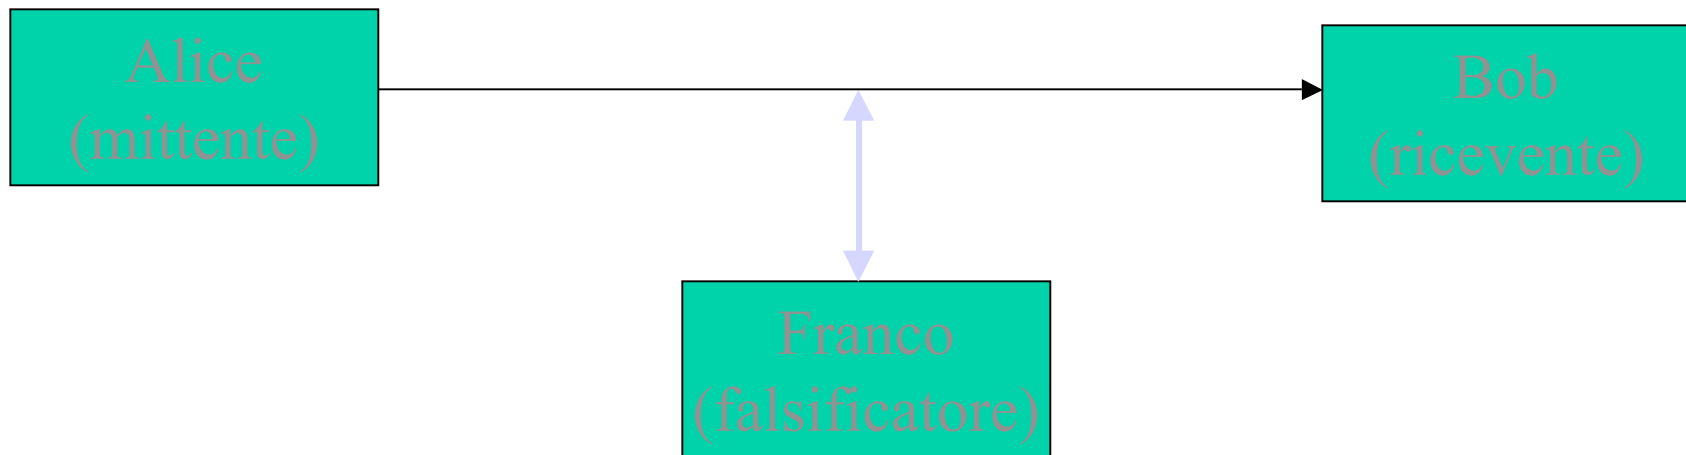 Alice
(mittente)
Bob
(ricevente)
Franco
(falsificatore)